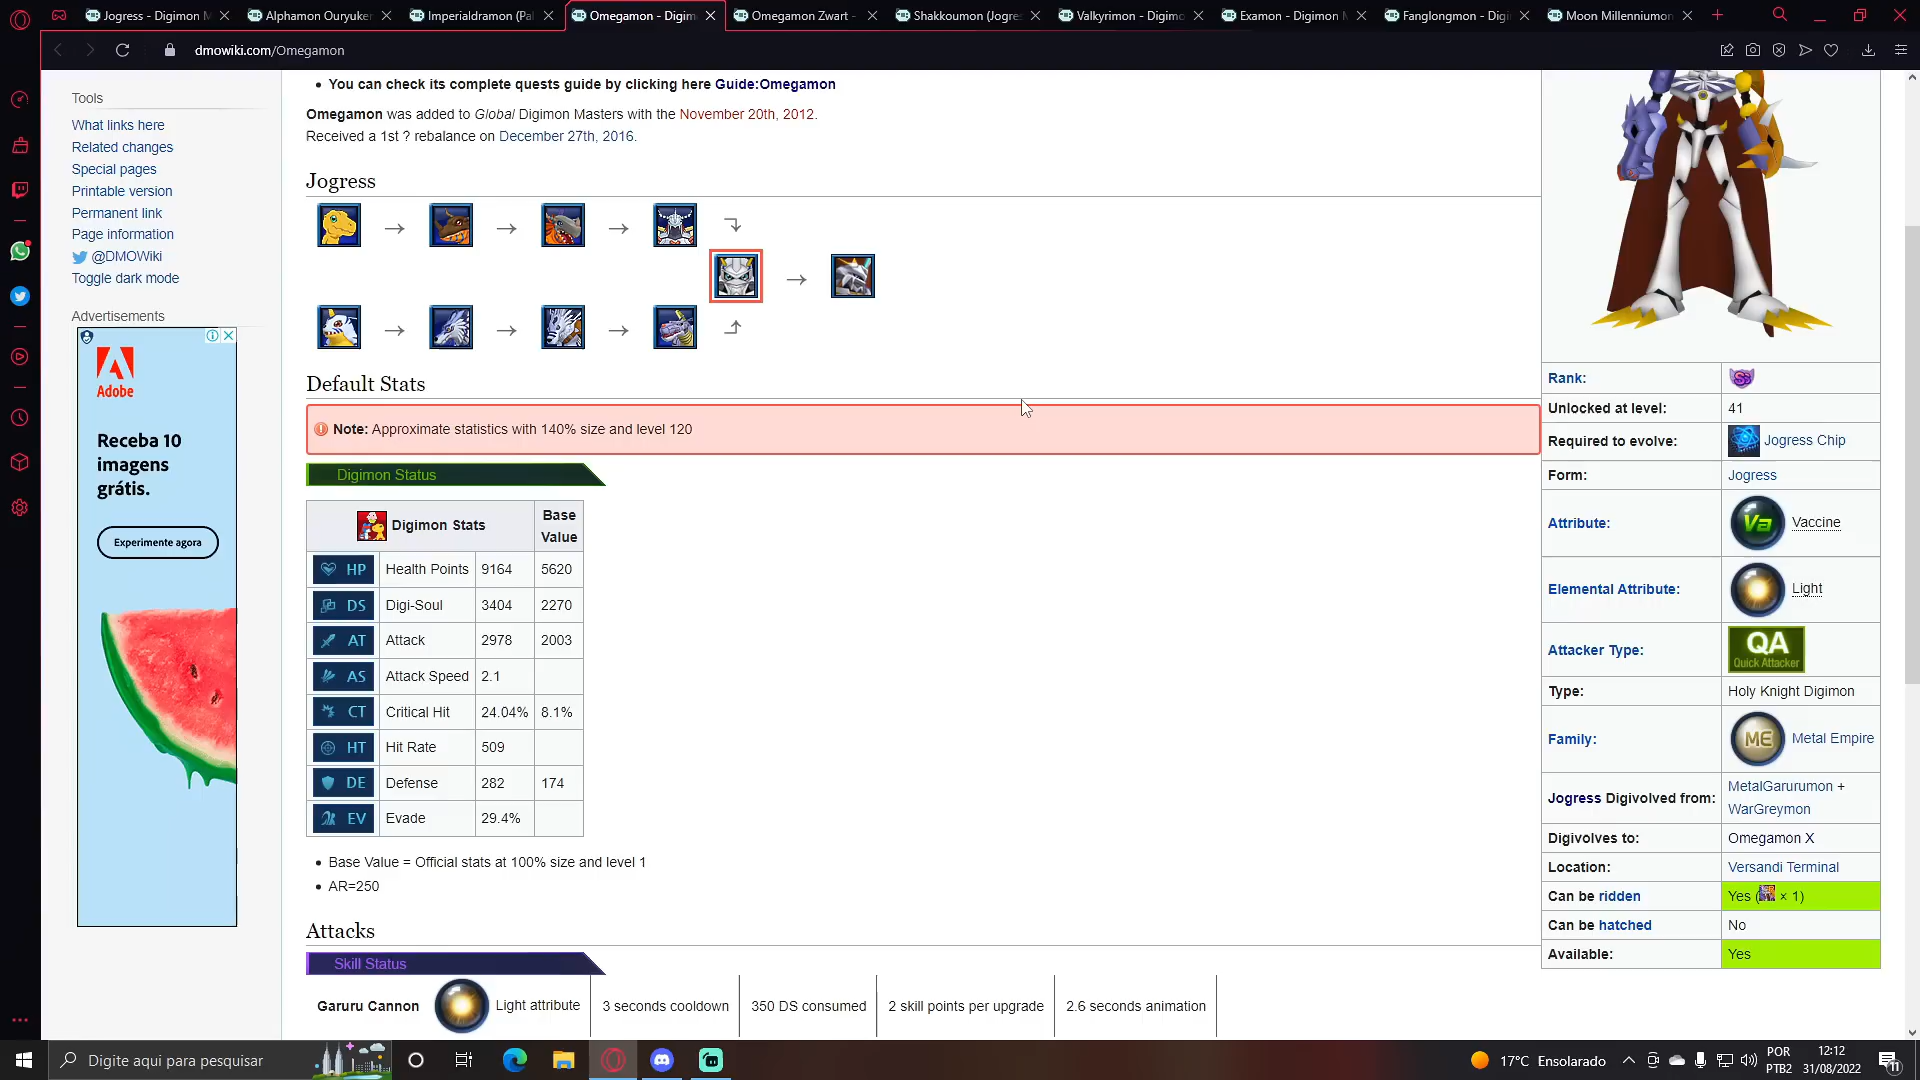 Jogress - Digimon M
Alphamon Ouryuken
Imperialdramon (Pal
Omegamon - Digim
Omegamon Zwart -
Shakkoumon (Jogres
Valkyrimon - Digimo
Examon - Digimon M
Fanglongmon - Digi
Moon Millenniumon
dmowiki.com/Omegamon
Tools
What links here
Related changes
Special pages
Printable version
Permanent link
Page information
@DMOWiki
Toggle dark mode
Advertisements
Adobe
Receba 10
imagens
grátis.
Experimente agora
• You can check its complete quests guide by clicking here Guide:Omegamon
Omegamon was added to Global Digimon Masters with the November 20th, 2012.
Received a 1st ? rebalance on December 27th, 2016.
Jogress
→ → → 
→
→ → →
Default Stats
Note: Approximate statistics with 140% size and level 120
Digimon Status
Digimon Stats Base Value
HP Health Points 9164 5620
DS Digi-Soul 3404 2270
AT Attack 2978 2003
AS Attack Speed 2.1
CT Critical Hit 24.04% 8.1%
HT Hit Rate 509
DE Defense 282 174
EV Evade 29.4%
• Base Value = Official stats at 100% size and level 1
• AR=250
Attacks
Skill Status
Garuru Cannon Light attribute 3 seconds cooldown 350 DS consumed 2 skill points per upgrade 2.6 seconds animation
Rank: SS
Unlocked at level: 41
Required to evolve: Jogress Chip
Form: Jogress
Attribute: Va Vaccine
Elemental Attribute: Light
Attacker Type: QA Quick Attacker
Type: Holy Knight Digimon
Family: ME Metal Empire
Jogress Digivolved from: MetalGarurumon +
WarGreymon
Digivolves to: Omegamon X
Location: Versandi Terminal
Can be ridden Yes ( × 1)
Can be hatched No
Available: Yes
Digite aqui para pesquisar
17°C Ensolarado
POR
PTB2
12:12
31/08/2022
11